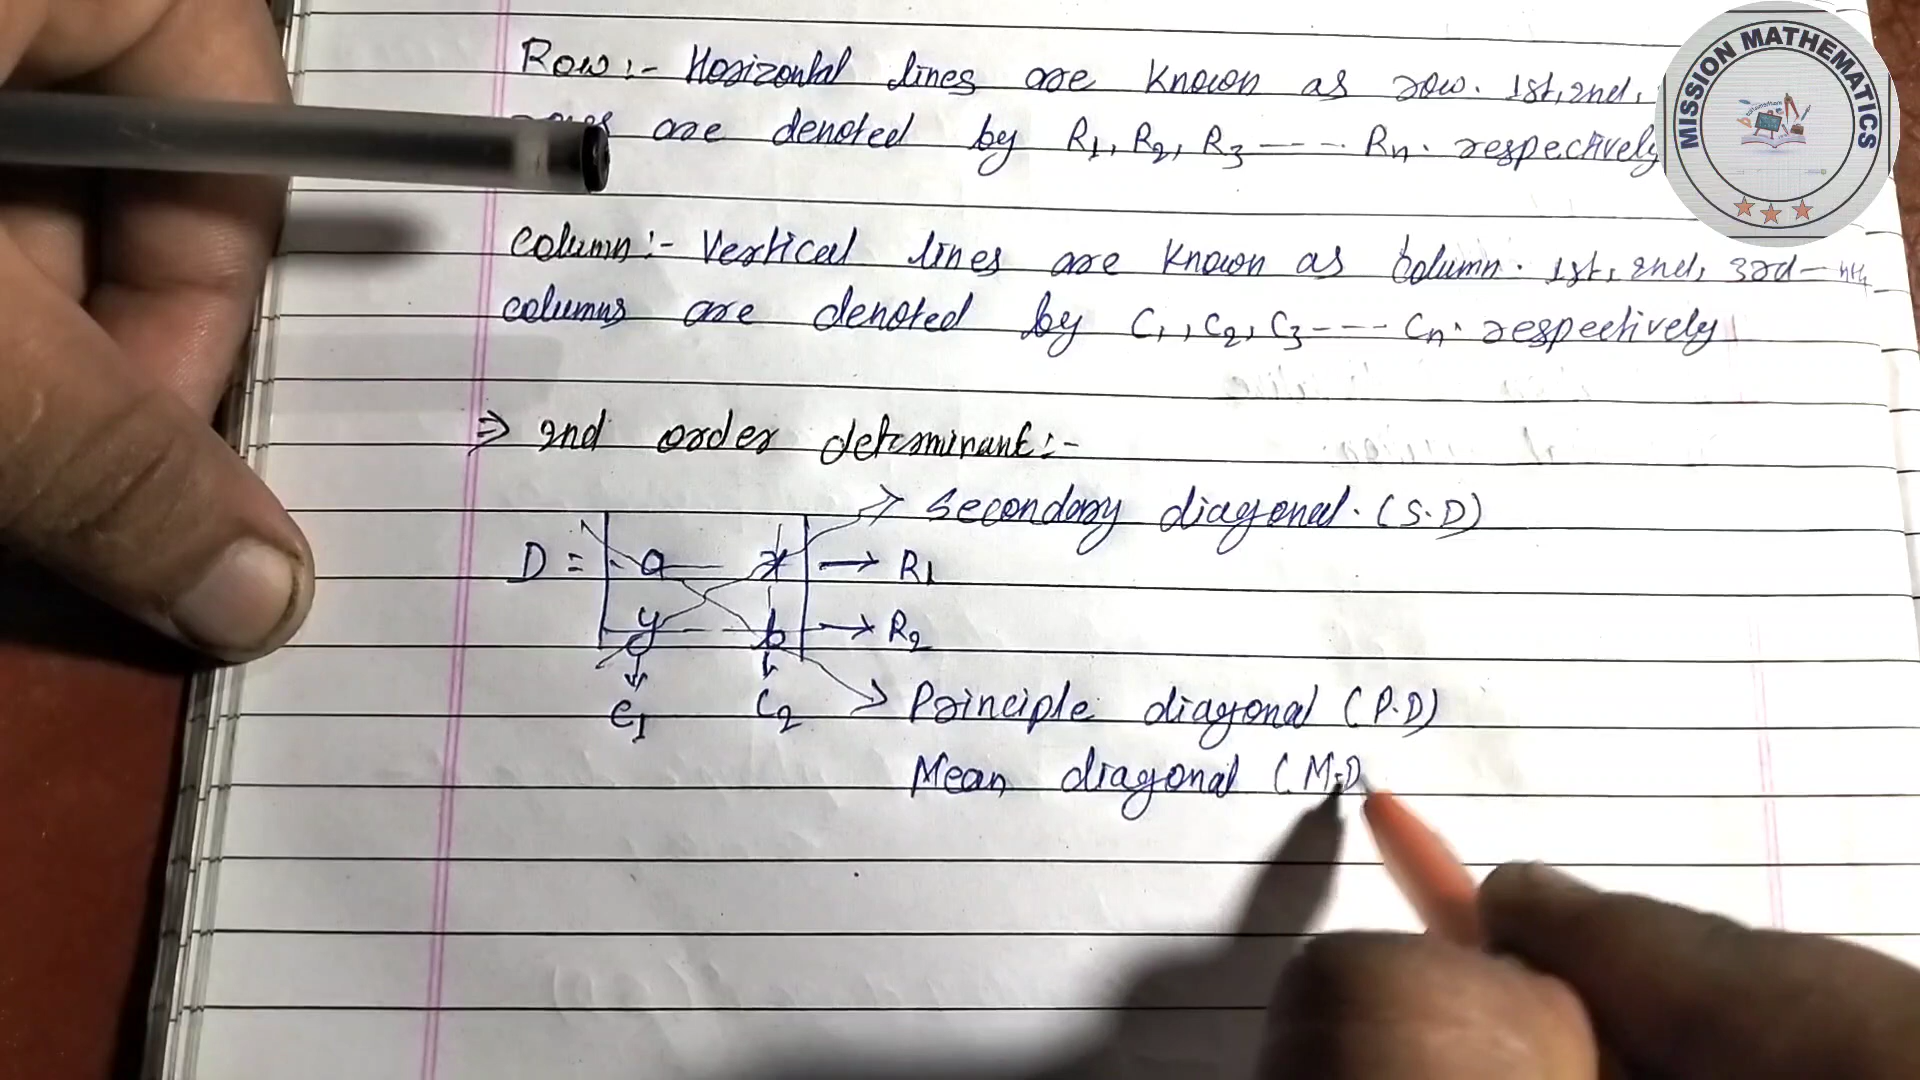 Row:- Horizontal lines are known as row. 1st, 2nd,
are denoted by R1, R2, R3 ---- Rn. respectively
MISSION MATHEMATICS
Column:- Vertical lines are known as column. 1st, 2nd, 3rd - nth
columns are denoted by C1, C2, C3 ---- Cn. respectively
⇒ 2nd order determinant:-
→ Secondary diagonal. (S.D)
D = | a x | → R1
y b | → R2
C1 C2
→ Principle diagonal (P.D)
Mean diagonal (M.D